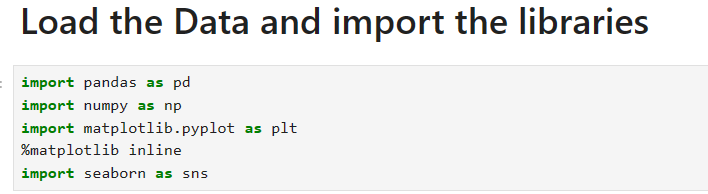 Load the Data and import the libraries
import pandas as pd
import numpy as np
import matplotlib.pyplot as plt
%matplotlib inline
import seaborn as sns